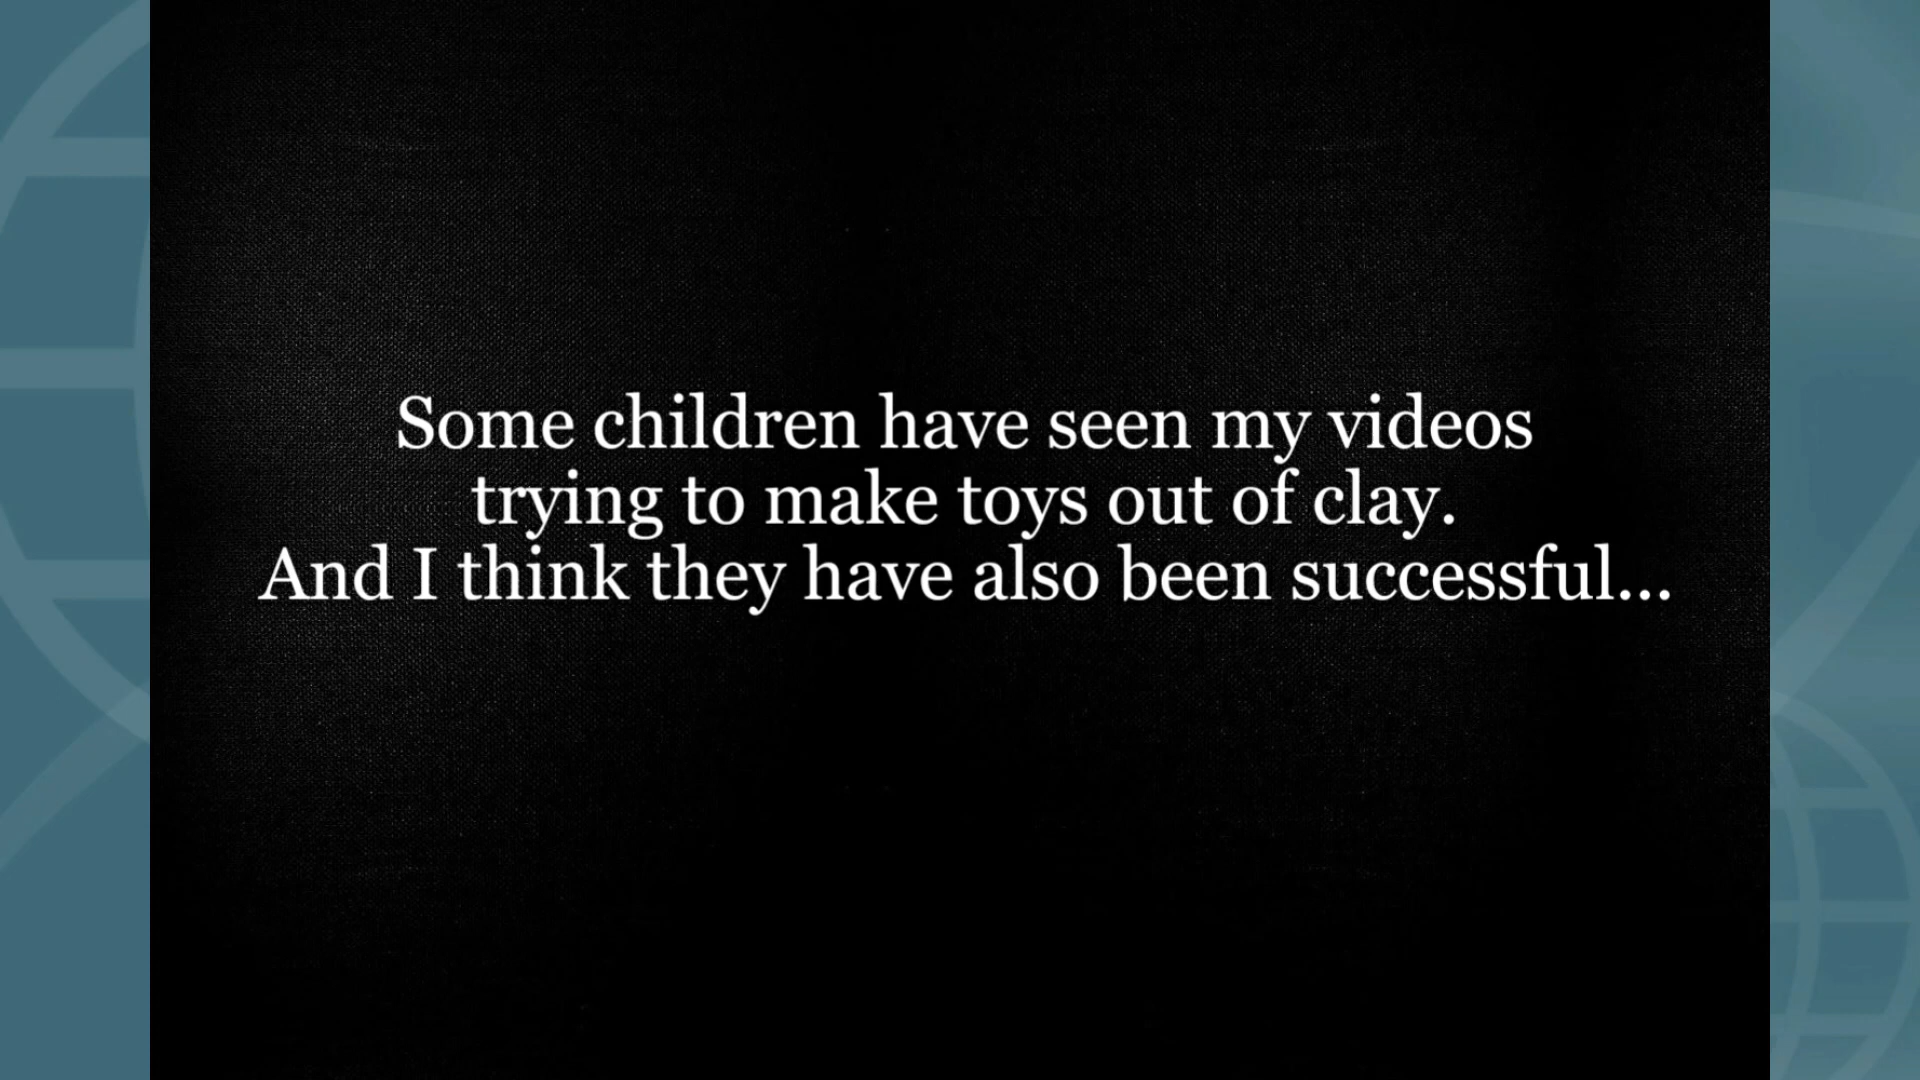 Some children have seen my videos
trying to make toys out of clay.
And I think they have also been successful...